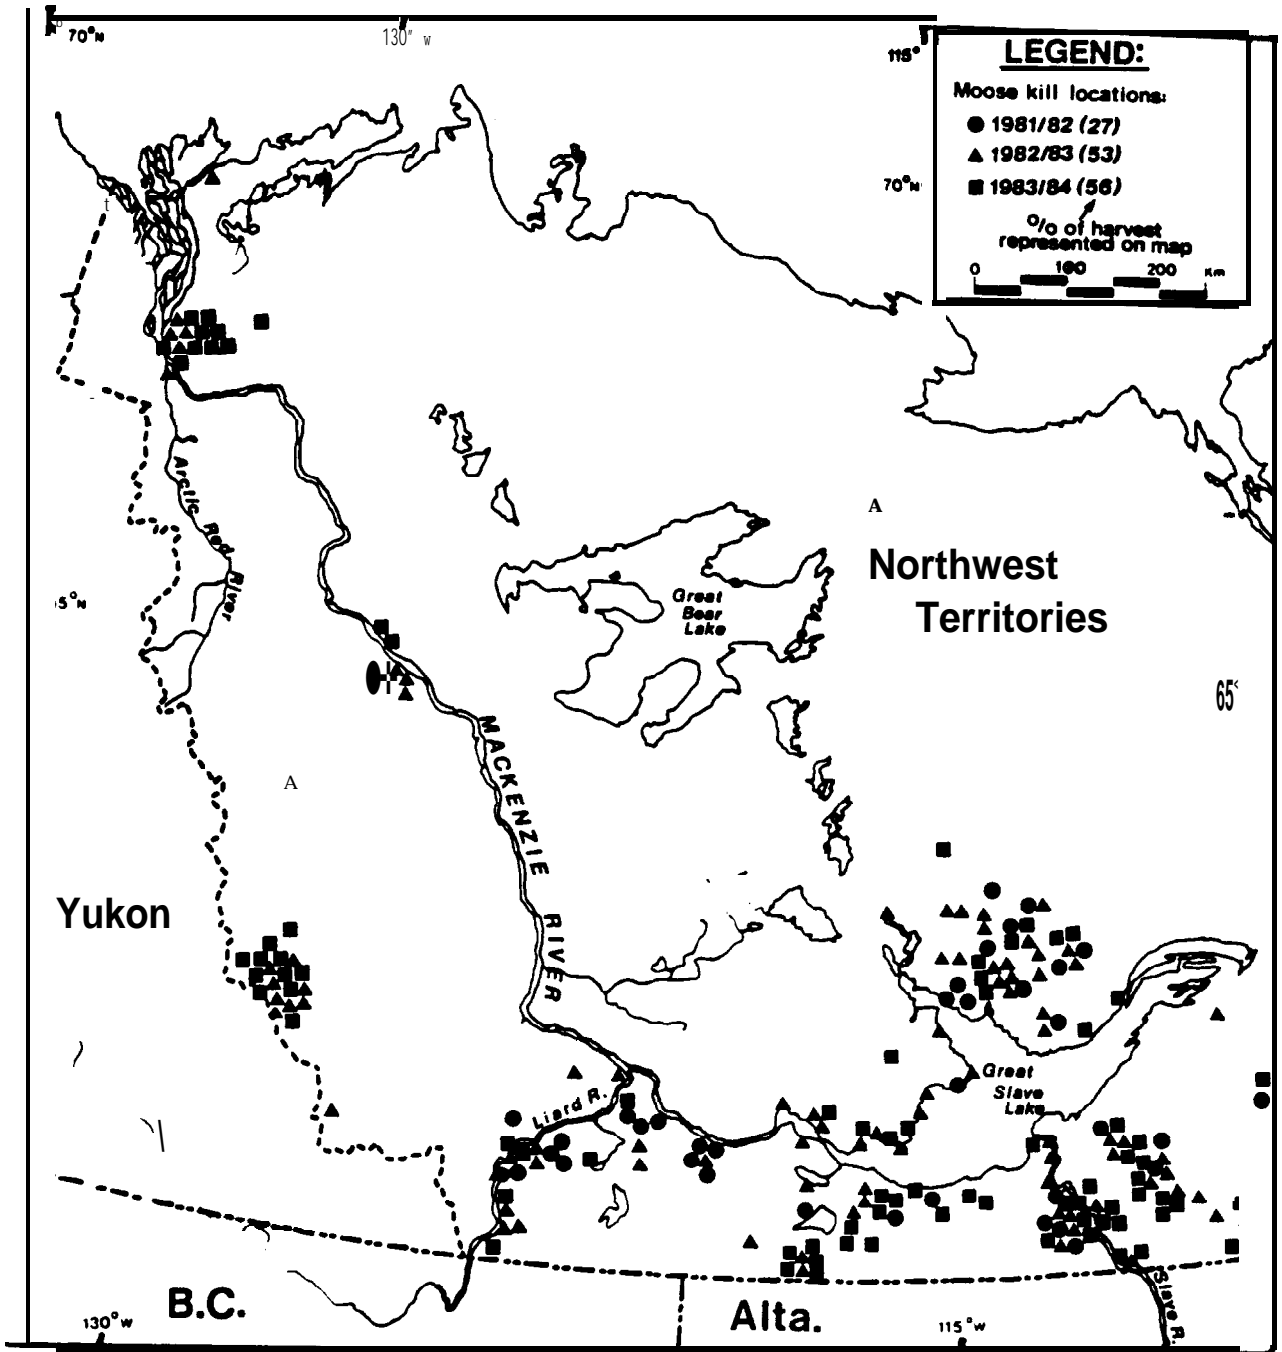 70°N
130" w
115°
LEGEND:
Moose kill locations:
● 1981/82 (27)
▲ 1982/83 (53)
■ 1983/84 (56)
% of harvest
represented on map
0 100 200 Km
70°N
t
Arctic Red River
A
Northwest
Territories
Great
Bear
Lake
5°N
65°
MACKENZIE RIVER
A
Yukon
Great
Slave
Lake
Liard R.
Slave R.
B.C.
Alta.
130°W
115°W